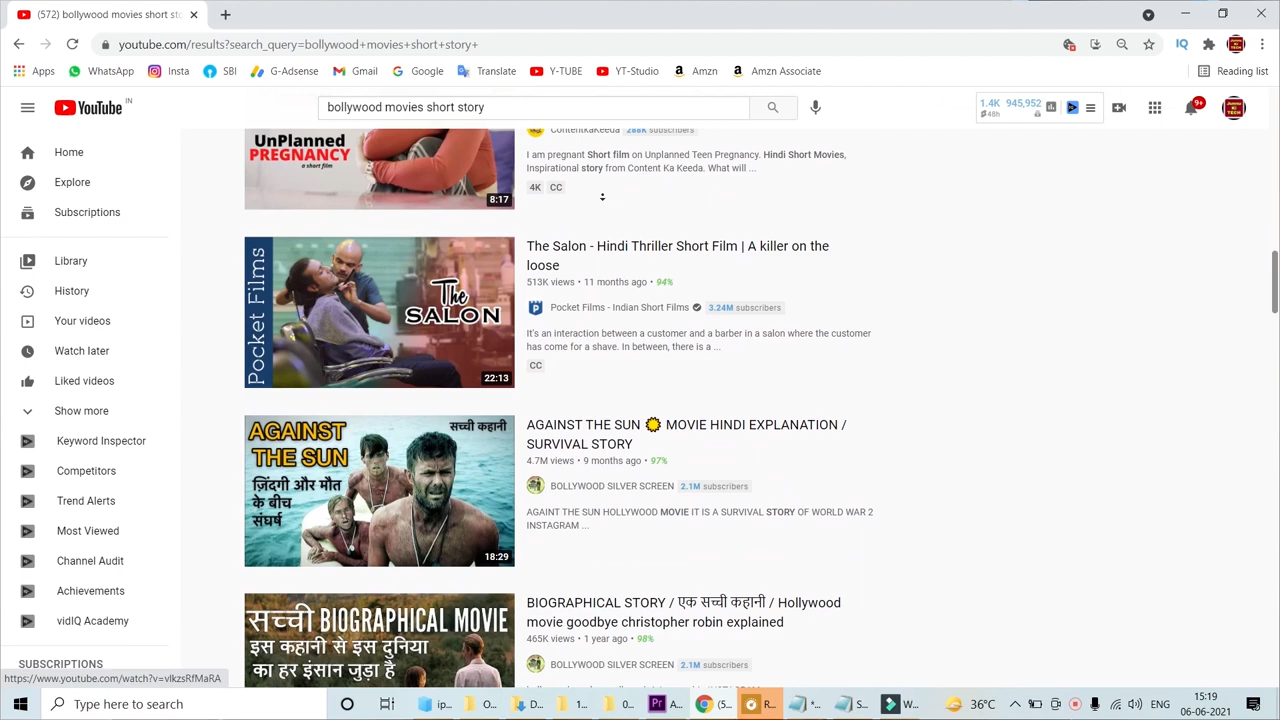 (572) bollywood movies short sto
youtube.com/results?search_query=bollywood+movies+short+story+
Apps WhatsApp Insta SBI G-Adsense Gmail Google Translate Y-TUBE YT-Studio Amzn Amzn Associate Reading list
YouTube IN
bollywood movies short story
1.4K 945,952
48h
9+
Home
Explore
Subscriptions
Library
History
Your videos
Watch later
Liked videos
Show more
Keyword Inspector
Competitors
Trend Alerts
Most Viewed
Channel Audit
Achievements
vidIQ Academy
SUBSCRIPTIONS
https://www.youtube.com/watch?v=vlkzsRfMaRA
UnPlanned
PREGNANCY
a short film
8:17
ContentkaKeeda 288K subscribers
I am pregnant Short film on Unplanned Teen Pregnancy. Hindi Short Movies,
Inspirational story from Content Ka Keeda. What will ...
4K CC
Pocket Films
The
SALON
22:13
The Salon - Hindi Thriller Short Film | A killer on the
loose
513K views • 11 months ago • 94%
Pocket Films - Indian Short Films 3.24M subscribers
It's an interaction between a customer and a barber in a salon where the customer
has come for a shave. In between, there is a ...
CC
AGAINST
THE SUN
सच्ची कहानी
ज़िंदगी और मौत
के बीच
संघर्ष
18:29
AGAINST THE SUN 🌞 MOVIE HINDI EXPLANATION /
SURVIVAL STORY
4.7M views • 9 months ago • 97%
BOLLYWOOD SILVER SCREEN 2.1M subscribers
AGAINT THE SUN HOLLYWOOD MOVIE IT IS A SURVIVAL STORY OF WORLD WAR 2
INSTAGRAM ...
सच्ची BIOGRAPHICAL MOVIE
इस कहानी से इस दुनिया
का हर इंसान जुड़ा है
BIOGRAPHICAL STORY / एक सच्ची कहानी / Hollywood
movie goodbye christopher robin explained
465K views • 1 year ago • 98%
BOLLYWOOD SILVER SCREEN 2.1M subscribers
Type here to search
ip... O... D... 1... 0... Pr A... (5... R... S... W... 36°C ENG
15:19
06-06-2021